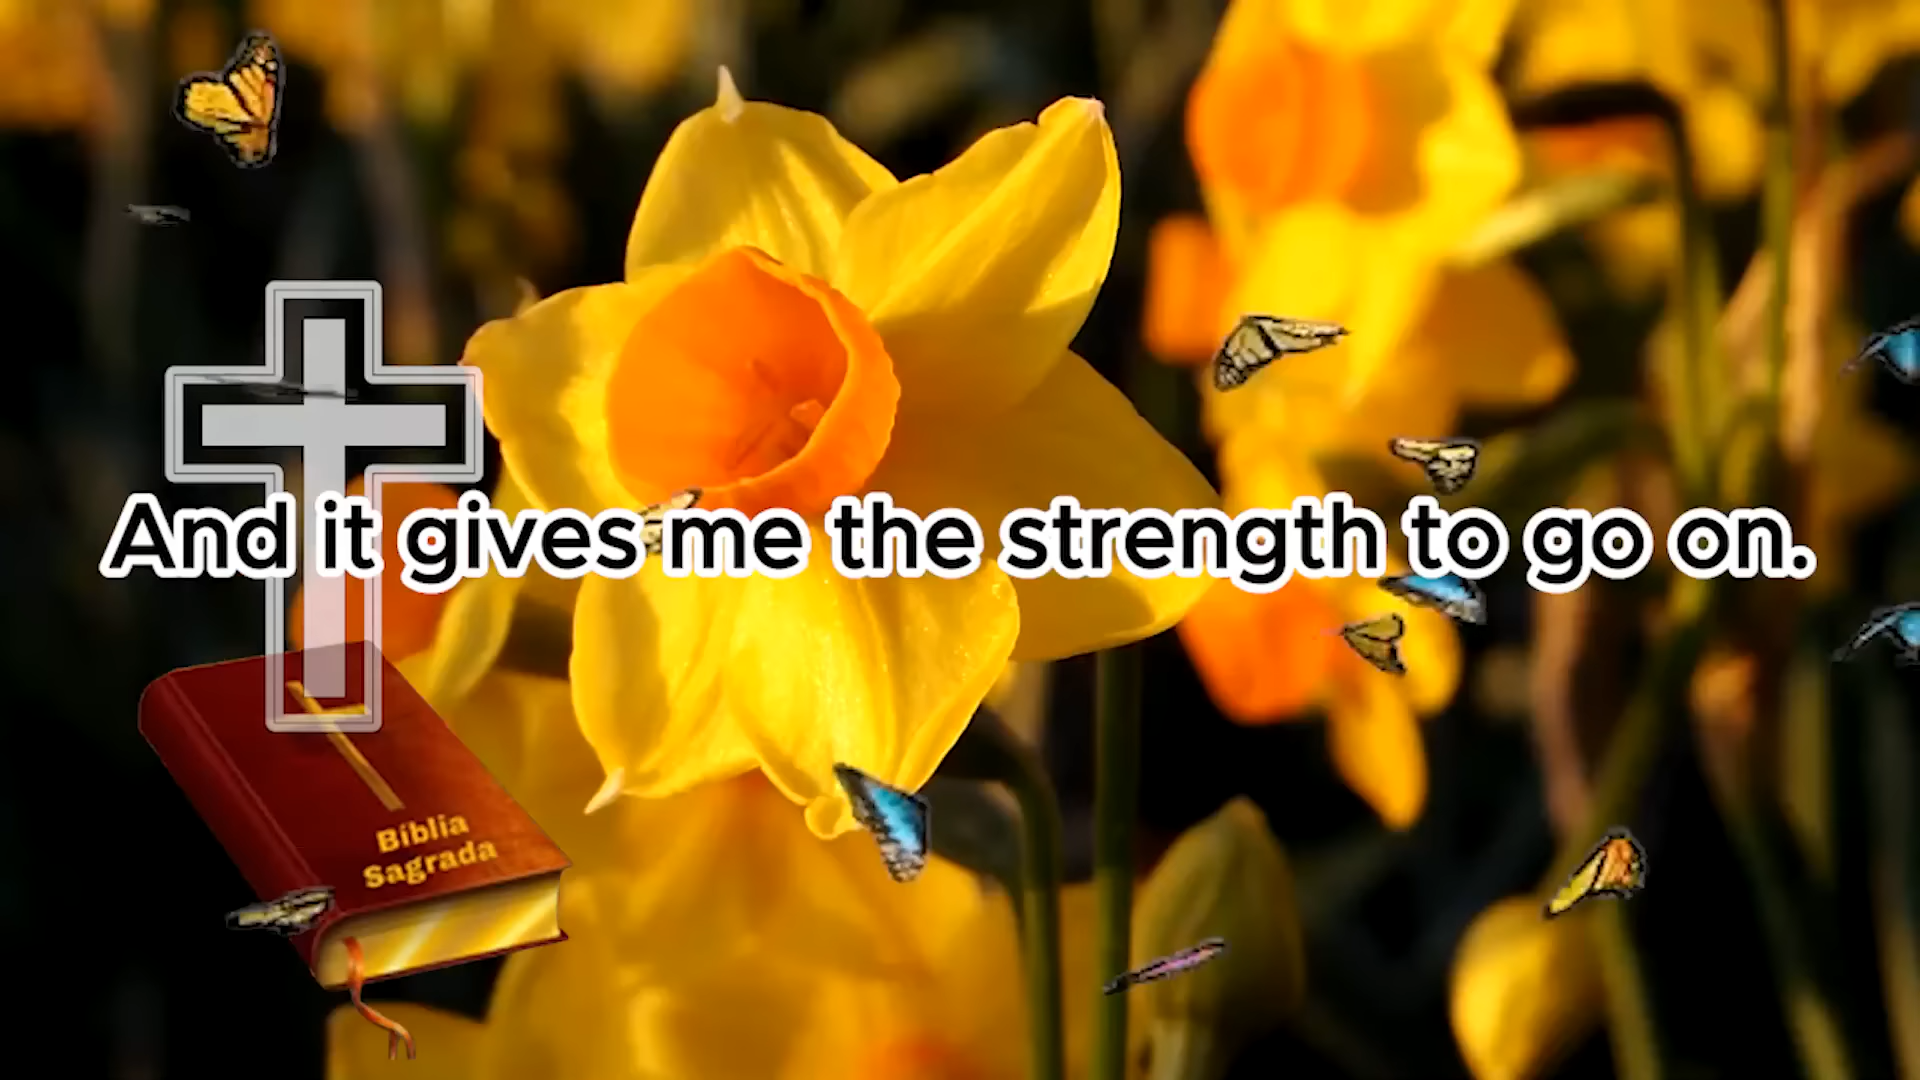 And it gives me the strength to go on.
Bíblia
Sagrada